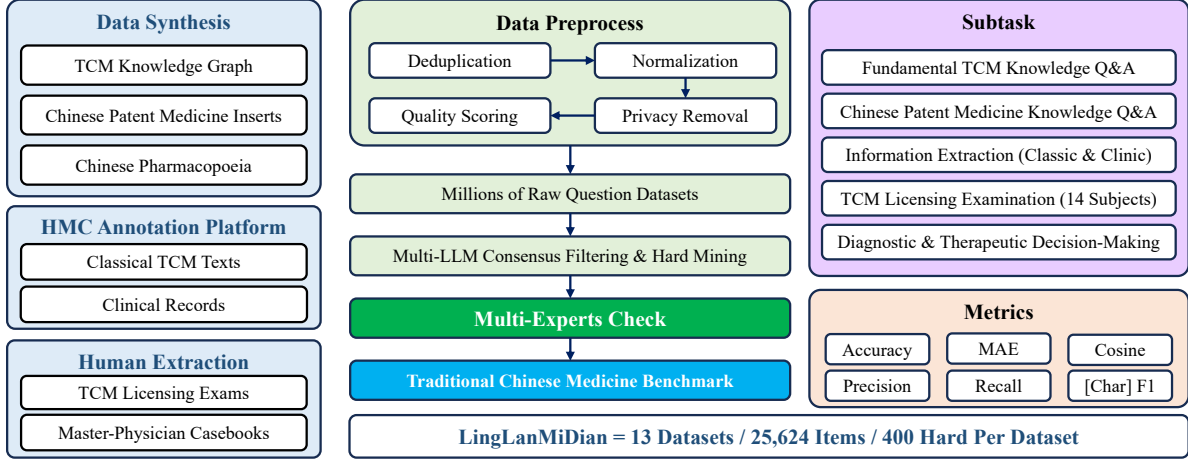 Data Synthesis
TCM Knowledge Graph
Chinese Patent Medicine Inserts
Chinese Pharmacopoeia
HMC Annotation Platform
Classical TCM Texts
Clinical Records
Human Extraction
TCM Licensing Exams
Master-Physician Casebooks
Data Preprocess
Deduplication
Normalization
Quality Scoring
Privacy Removal
Millions of Raw Question Datasets
Multi-LLM Consensus Filtering & Hard Mining
Multi-Experts Check
Traditional Chinese Medicine Benchmark
Subtask
Fundamental TCM Knowledge Q&A
Chinese Patent Medicine Knowledge Q&A
Information Extraction (Classic & Clinic)
TCM Licensing Examination (14 Subjects)
Diagnostic & Therapeutic Decision-Making
Metrics
Accuracy
MAE
Cosine
Precision
Recall
[Char] F1
LingLanMiDian = 13 Datasets / 25,624 Items / 400 Hard Per Dataset